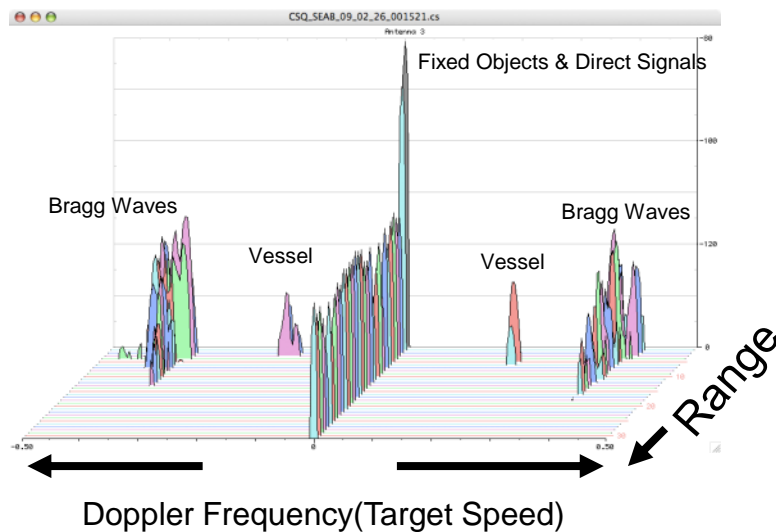 CSQ_SEAB_09_02_26_001521.cs
Antenna 3
-80
Fixed Objects & Direct Signals
-100
Bragg Waves
Bragg Waves
Vessel
Vessel
-120
0
10
20
30
Range
-0.50
0
0.50
Doppler Frequency(Target Speed)